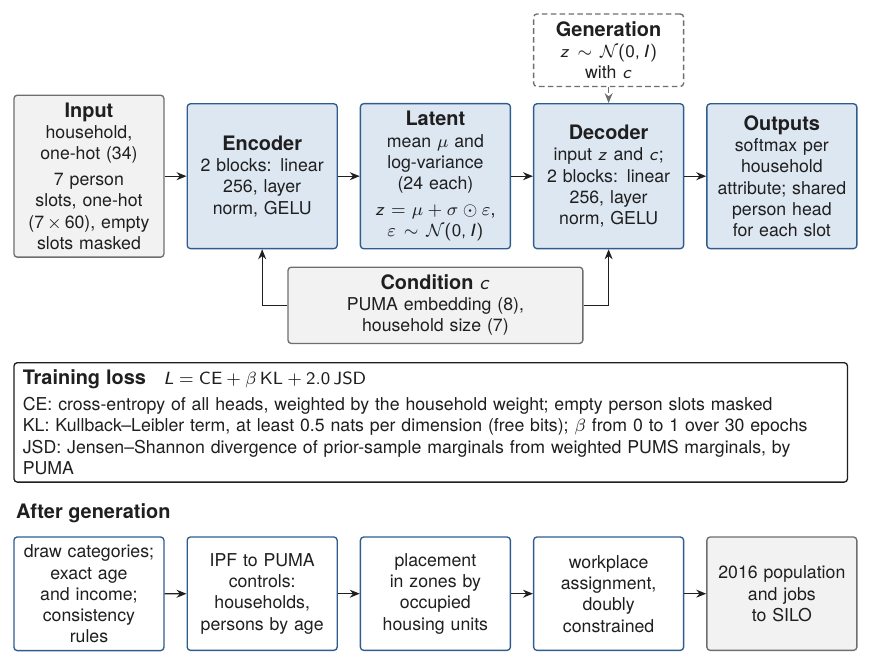 Generation
z ∼ 𝒩(0, I)
with c
Input
household,
one-hot (34)
7 person
slots, one-hot
(7 × 60), empty
slots masked
Encoder
2 blocks: linear
256, layer
norm, GELU
Latent
mean μ and
log-variance
(24 each)
z = μ + σ ⊙ ε,
ε ∼ 𝒩(0, I)
Decoder
input z and c;
2 blocks: linear
256, layer
norm, GELU
Outputs
softmax per
household
attribute; shared
person head
for each slot
Condition c
PUMA embedding (8),
household size (7)
Training loss L = CE + β KL + 2.0 JSD
CE: cross-entropy of all heads, weighted by the household weight; empty person slots masked
KL: Kullback–Leibler term, at least 0.5 nats per dimension (free bits); β from 0 to 1 over 30 epochs
JSD: Jensen–Shannon divergence of prior-sample marginals from weighted PUMS marginals, by
PUMA
After generation
draw categories;
exact age
and income;
consistency
rules
IPF to PUMA
controls:
households,
persons by age
placement
in zones by
occupied
housing units
workplace
assignment,
doubly
constrained
2016 population
and jobs
to SILO